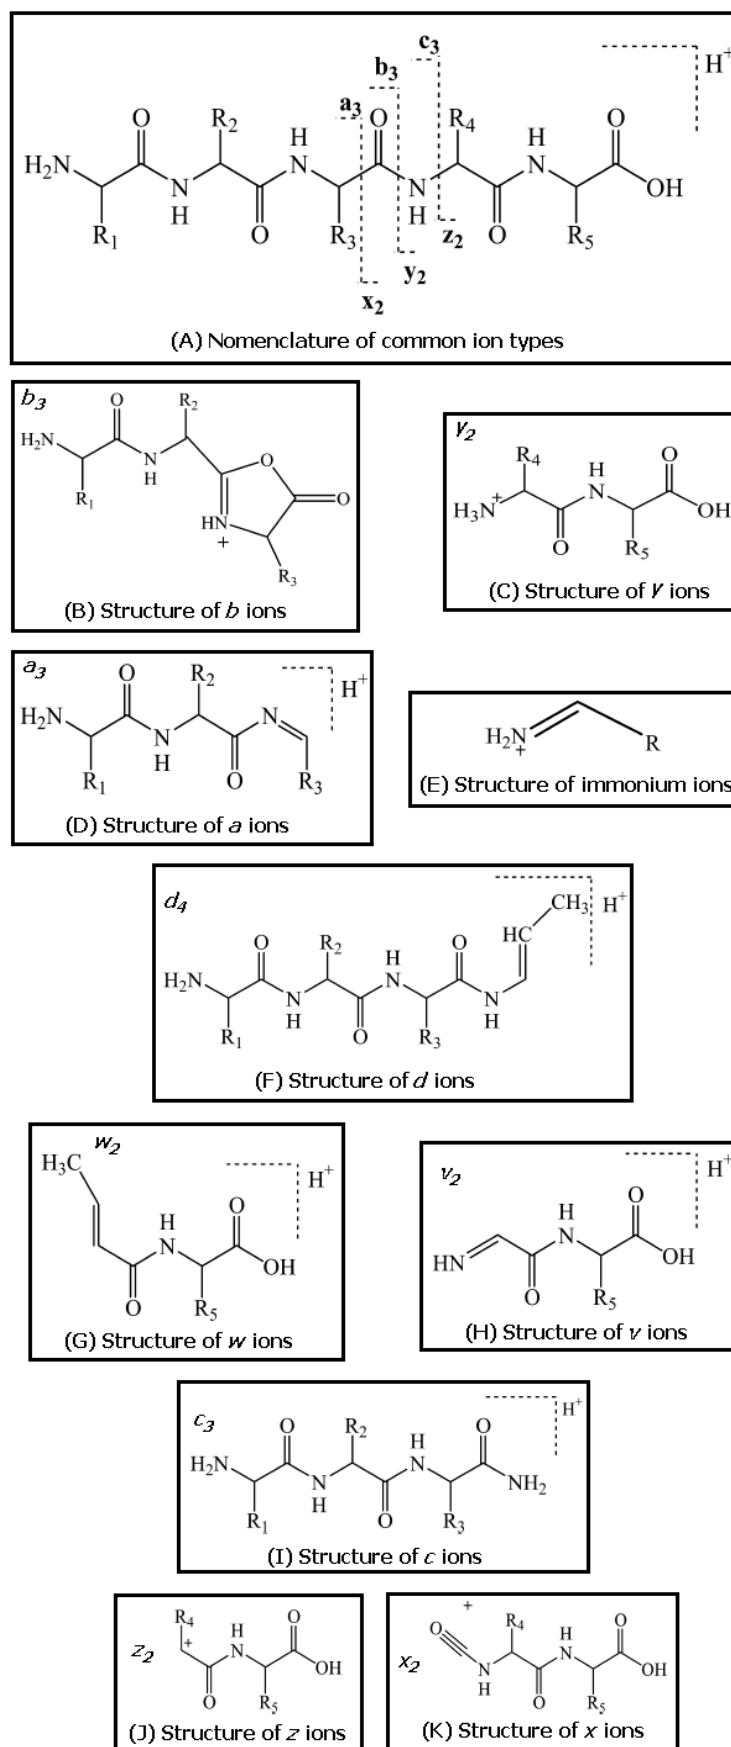 c3
b3
a3
H+
O
R2
H
O
R4
H
O
H2N
N
N
N
N
OH
H
H
R1
O
R3
O
R5
z2
y2
x2
(A) Nomenclature of common ion types
b3
O
R2
H2N
N
H
O
O
R1
HN
+
R3
(B) Structure of b ions
Y2
R4
H
O
H3N
+
N
OH
O
R5
(C) Structure of Y ions
a3
O
R2
H+
H2N
N
N
H
O
R1
R3
(D) Structure of a ions
H2N
+
R
(E) Structure of immonium ions
d4
CH3
H+
HC
O
R2
H
O
H2N
N
N
N
H
H
R1
O
R3
(F) Structure of d ions
w2
H3C
H+
H
O
N
OH
O
R5
(G) Structure of w ions
v2
H+
O
H
N
HN
OH
O
R5
(H) Structure of v ions
c3
H+
O
R2
H
O
H2N
N
N
NH2
H
R1
O
R3
(I) Structure of c ions
z2
R4
+
H
N
O
OH
O
R5
(J) Structure of z ions
x2
+
O
R4
H
O
N
H
N
OH
O
R5
(K) Structure of x ions